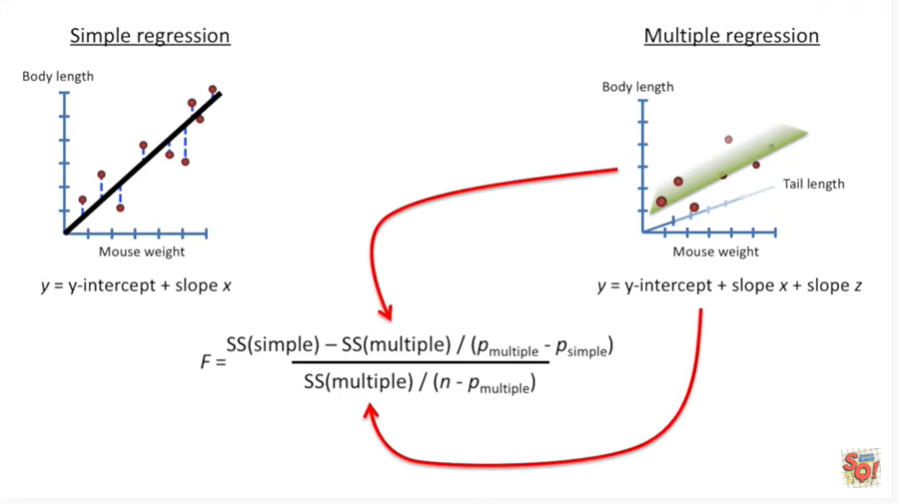 Simple regression
Multiple regression
Body length
Mouse weight
y = y-intercept + slope x
Body length
Tail length
Mouse weight
y = y-intercept + slope x + slope z
F =
SS(simple) – SS(multiple) / (pmultiple - psimple)
SS(multiple) / (n - pmultiple)
SQ!